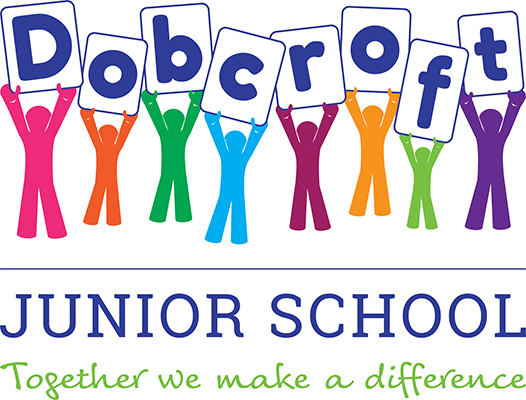 Dobcroft
JUNIOR SCHOOL
Together we make a difference